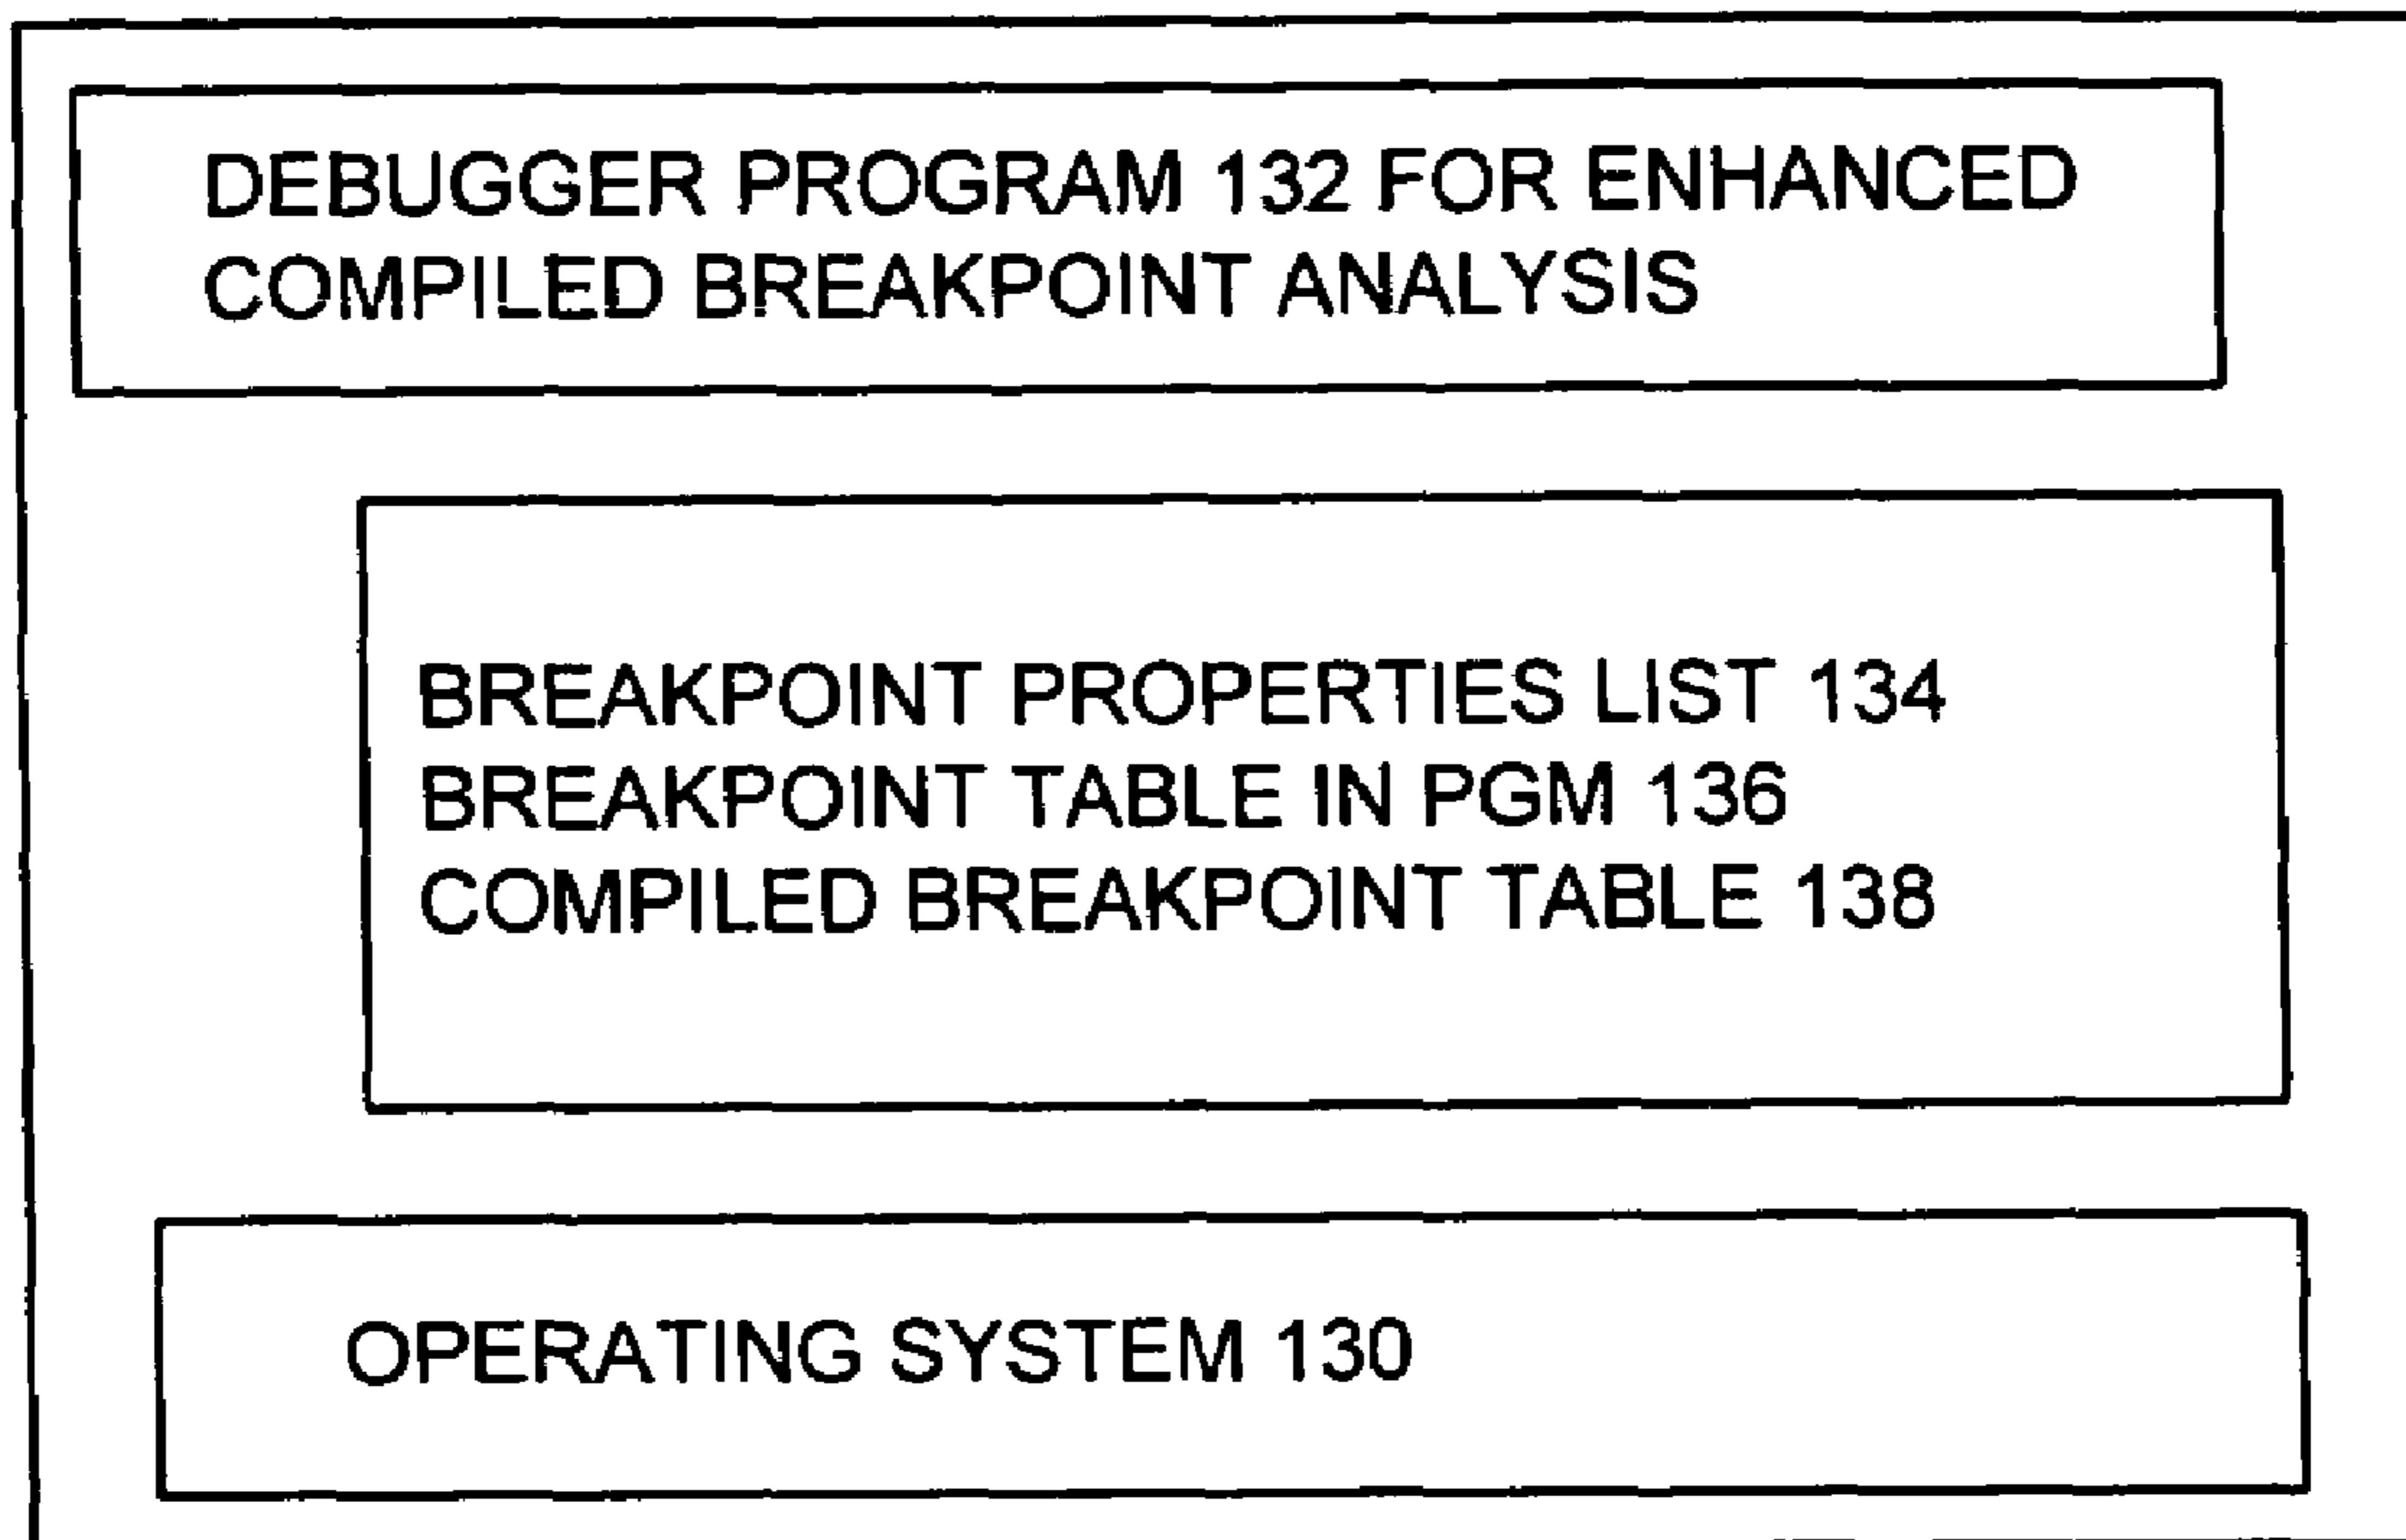 DEBUGGER PROGRAM 132 FOR ENHANCED
COMPILED BREAKPOINT ANALYSIS
BREAKPOINT PROPERTIES LIST 134
BREAKPOINT TABLE IN PGM 136
COMPILED BREAKPOINT TABLE 138
OPERATING SYSTEM 130